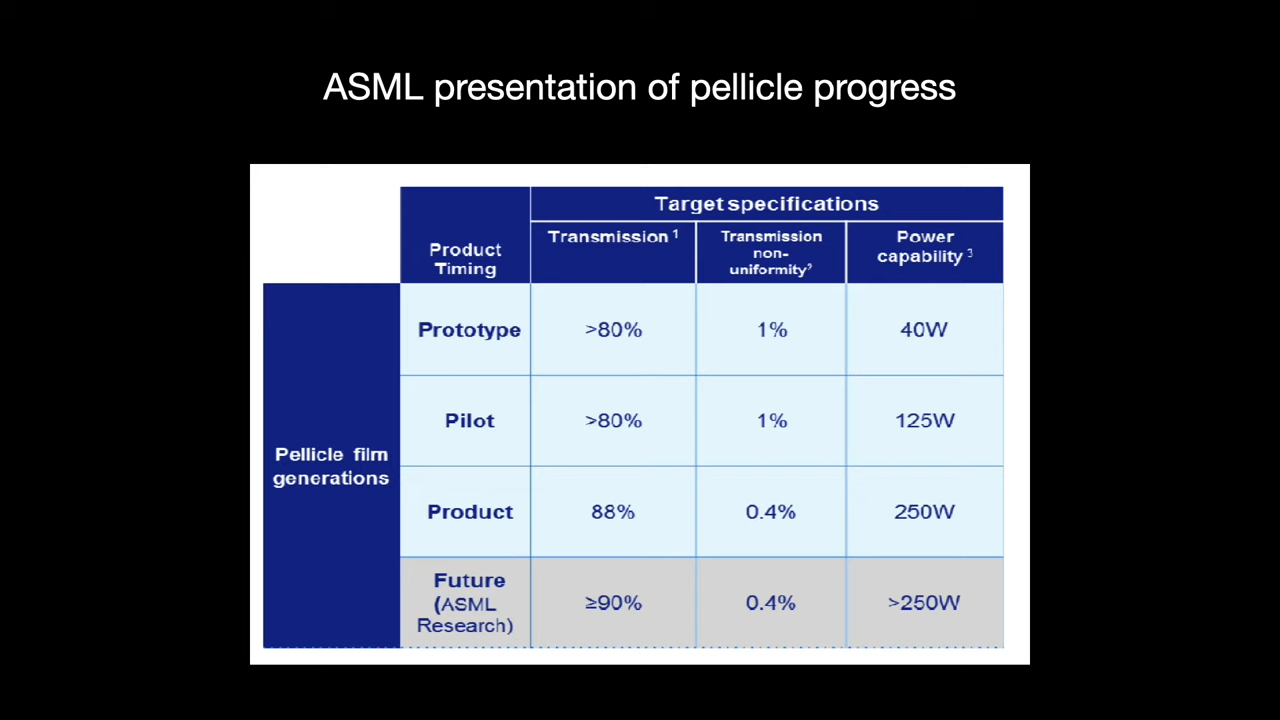 ASML presentation of pellicle progress
Target specifications
Product
Timing
Transmission 1
Transmission
non-
uniformity2
Power
capability 3
Pellicle film
generations
Prototype
>80%
1%
40W
Pilot
>80%
1%
125W
Product
88%
0.4%
250W
Future
(ASML
Research)
≥90%
0.4%
>250W